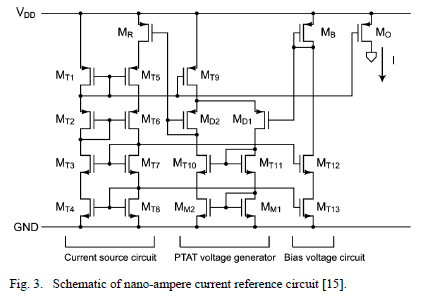 VDD
MR
MB
MO
I
MT1
MT5
MT9
MT2
MT6
MD2
MD1
MT3
MT7
MT10
MT11
MT12
MT4
MT8
MM2
MM1
MT13
GND
Current source circuit
PTAT voltage generator
Bias voltage circuit
Fig. 3. Schematic of nano-ampere current reference circuit [15].